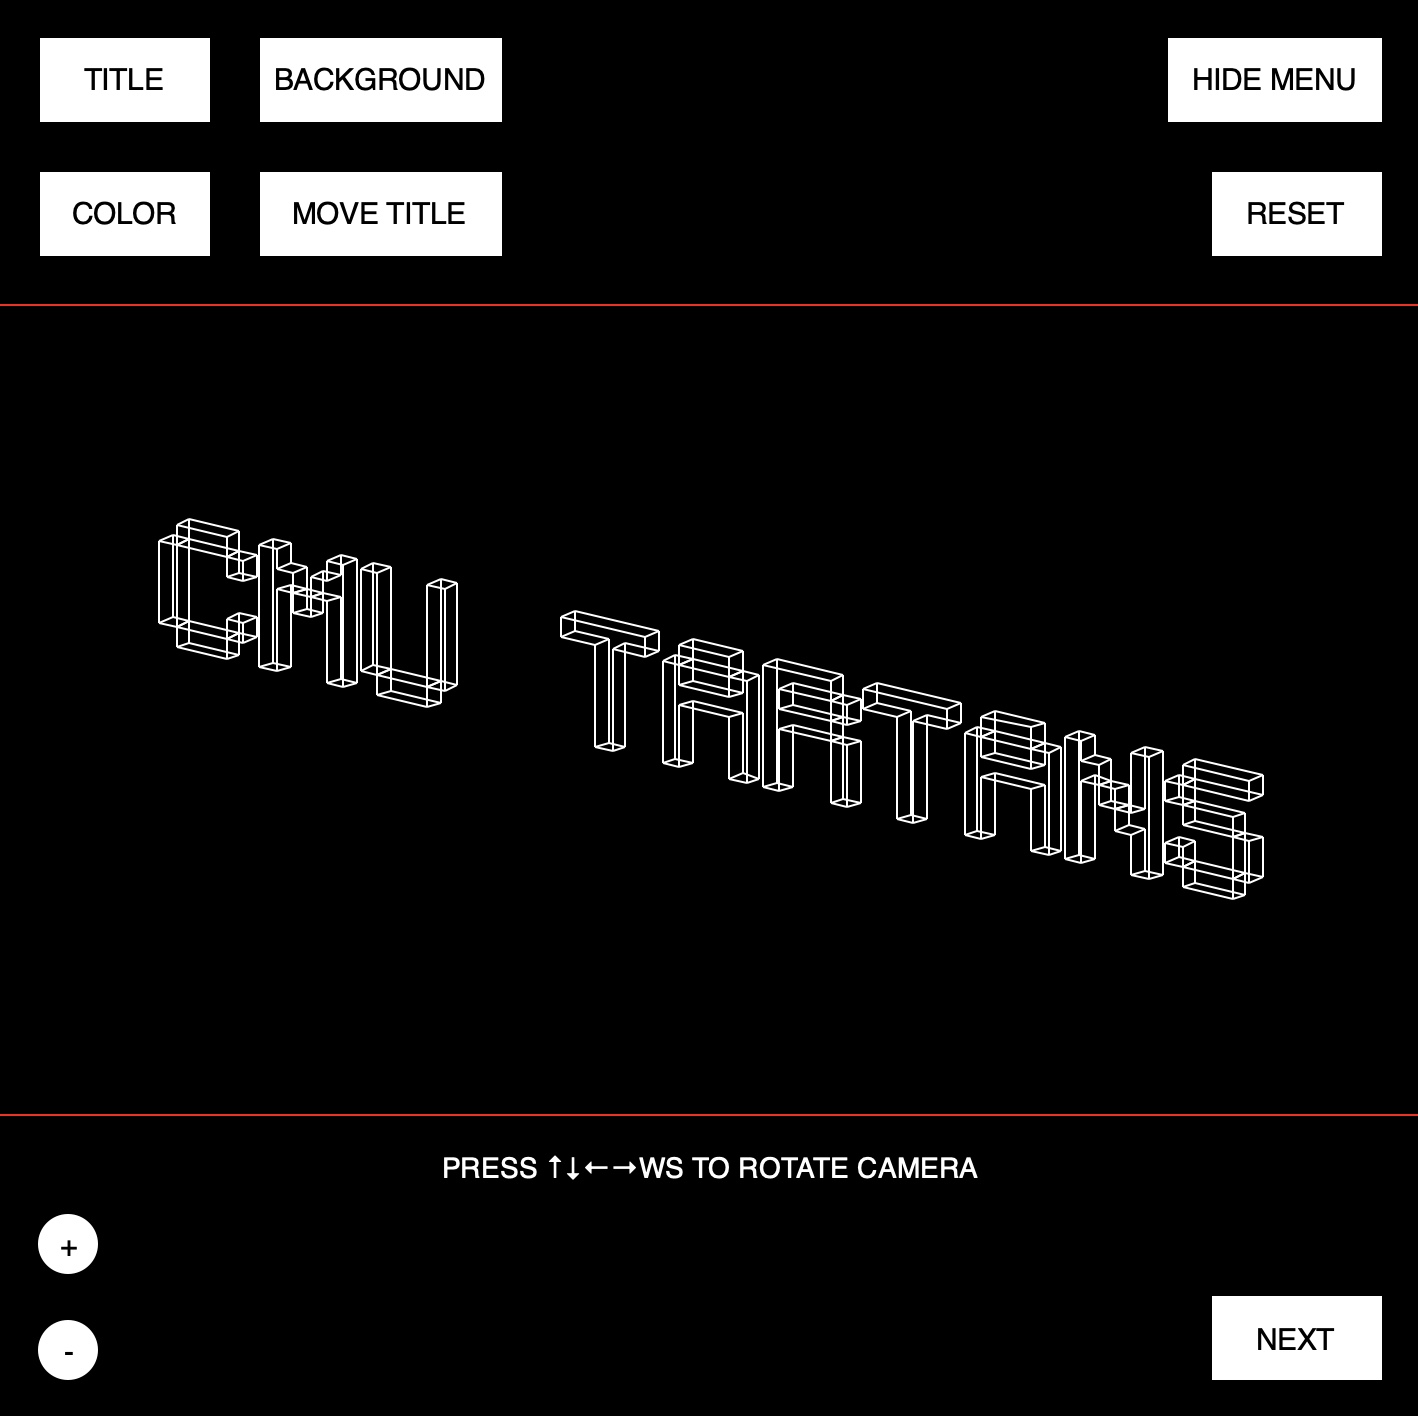 TITLE BACKGROUND HIDE MENU
COLOR MOVE TITLE RESET
CMU TARTANS
PRESS ↑↓←→WS TO ROTATE CAMERA
+
-
NEXT